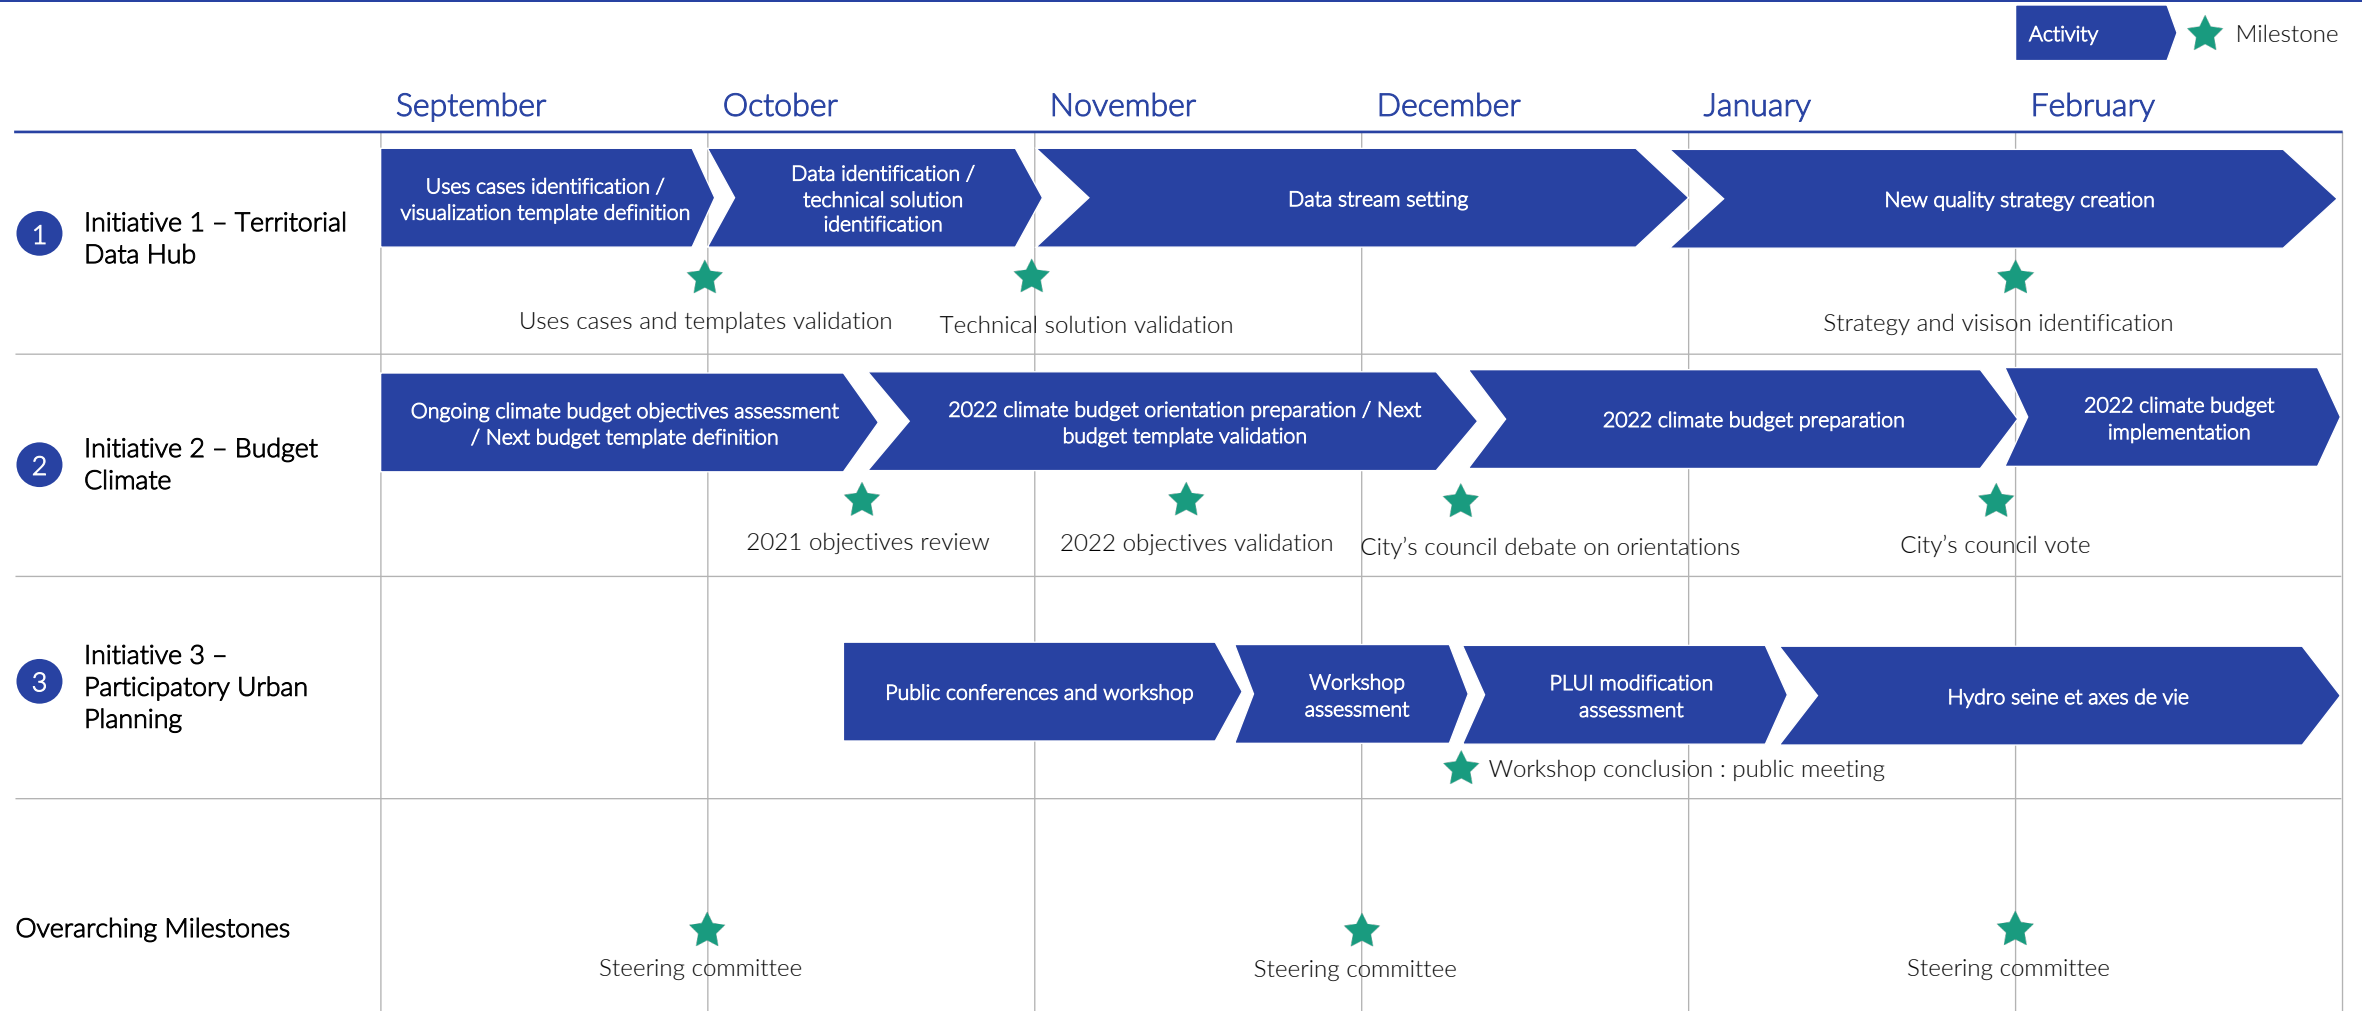 Activity
Milestone
September
October
November
December
January
February
1
Initiative 1 – Territorial
Data Hub
Uses cases identification /
visualization template definition
Data identification /
technical solution
identification
Data stream setting
New quality strategy creation
Uses cases and templates validation
Technical solution validation
Strategy and visison identification
2
Initiative 2 – Budget
Climate
Ongoing climate budget objectives assessment
/ Next budget template definition
2022 climate budget orientation preparation / Next
budget template validation
2022 climate budget preparation
2022 climate budget
implementation
2021 objectives review
2022 objectives validation
City’s council debate on orientations
City’s council vote
3
Initiative 3 –
Participatory Urban
Planning
Public conferences and workshop
Workshop
assessment
PLUI modification
assessment
Hydro seine et axes de vie
Workshop conclusion : public meeting
Overarching Milestones
Steering committee
Steering committee
Steering committee